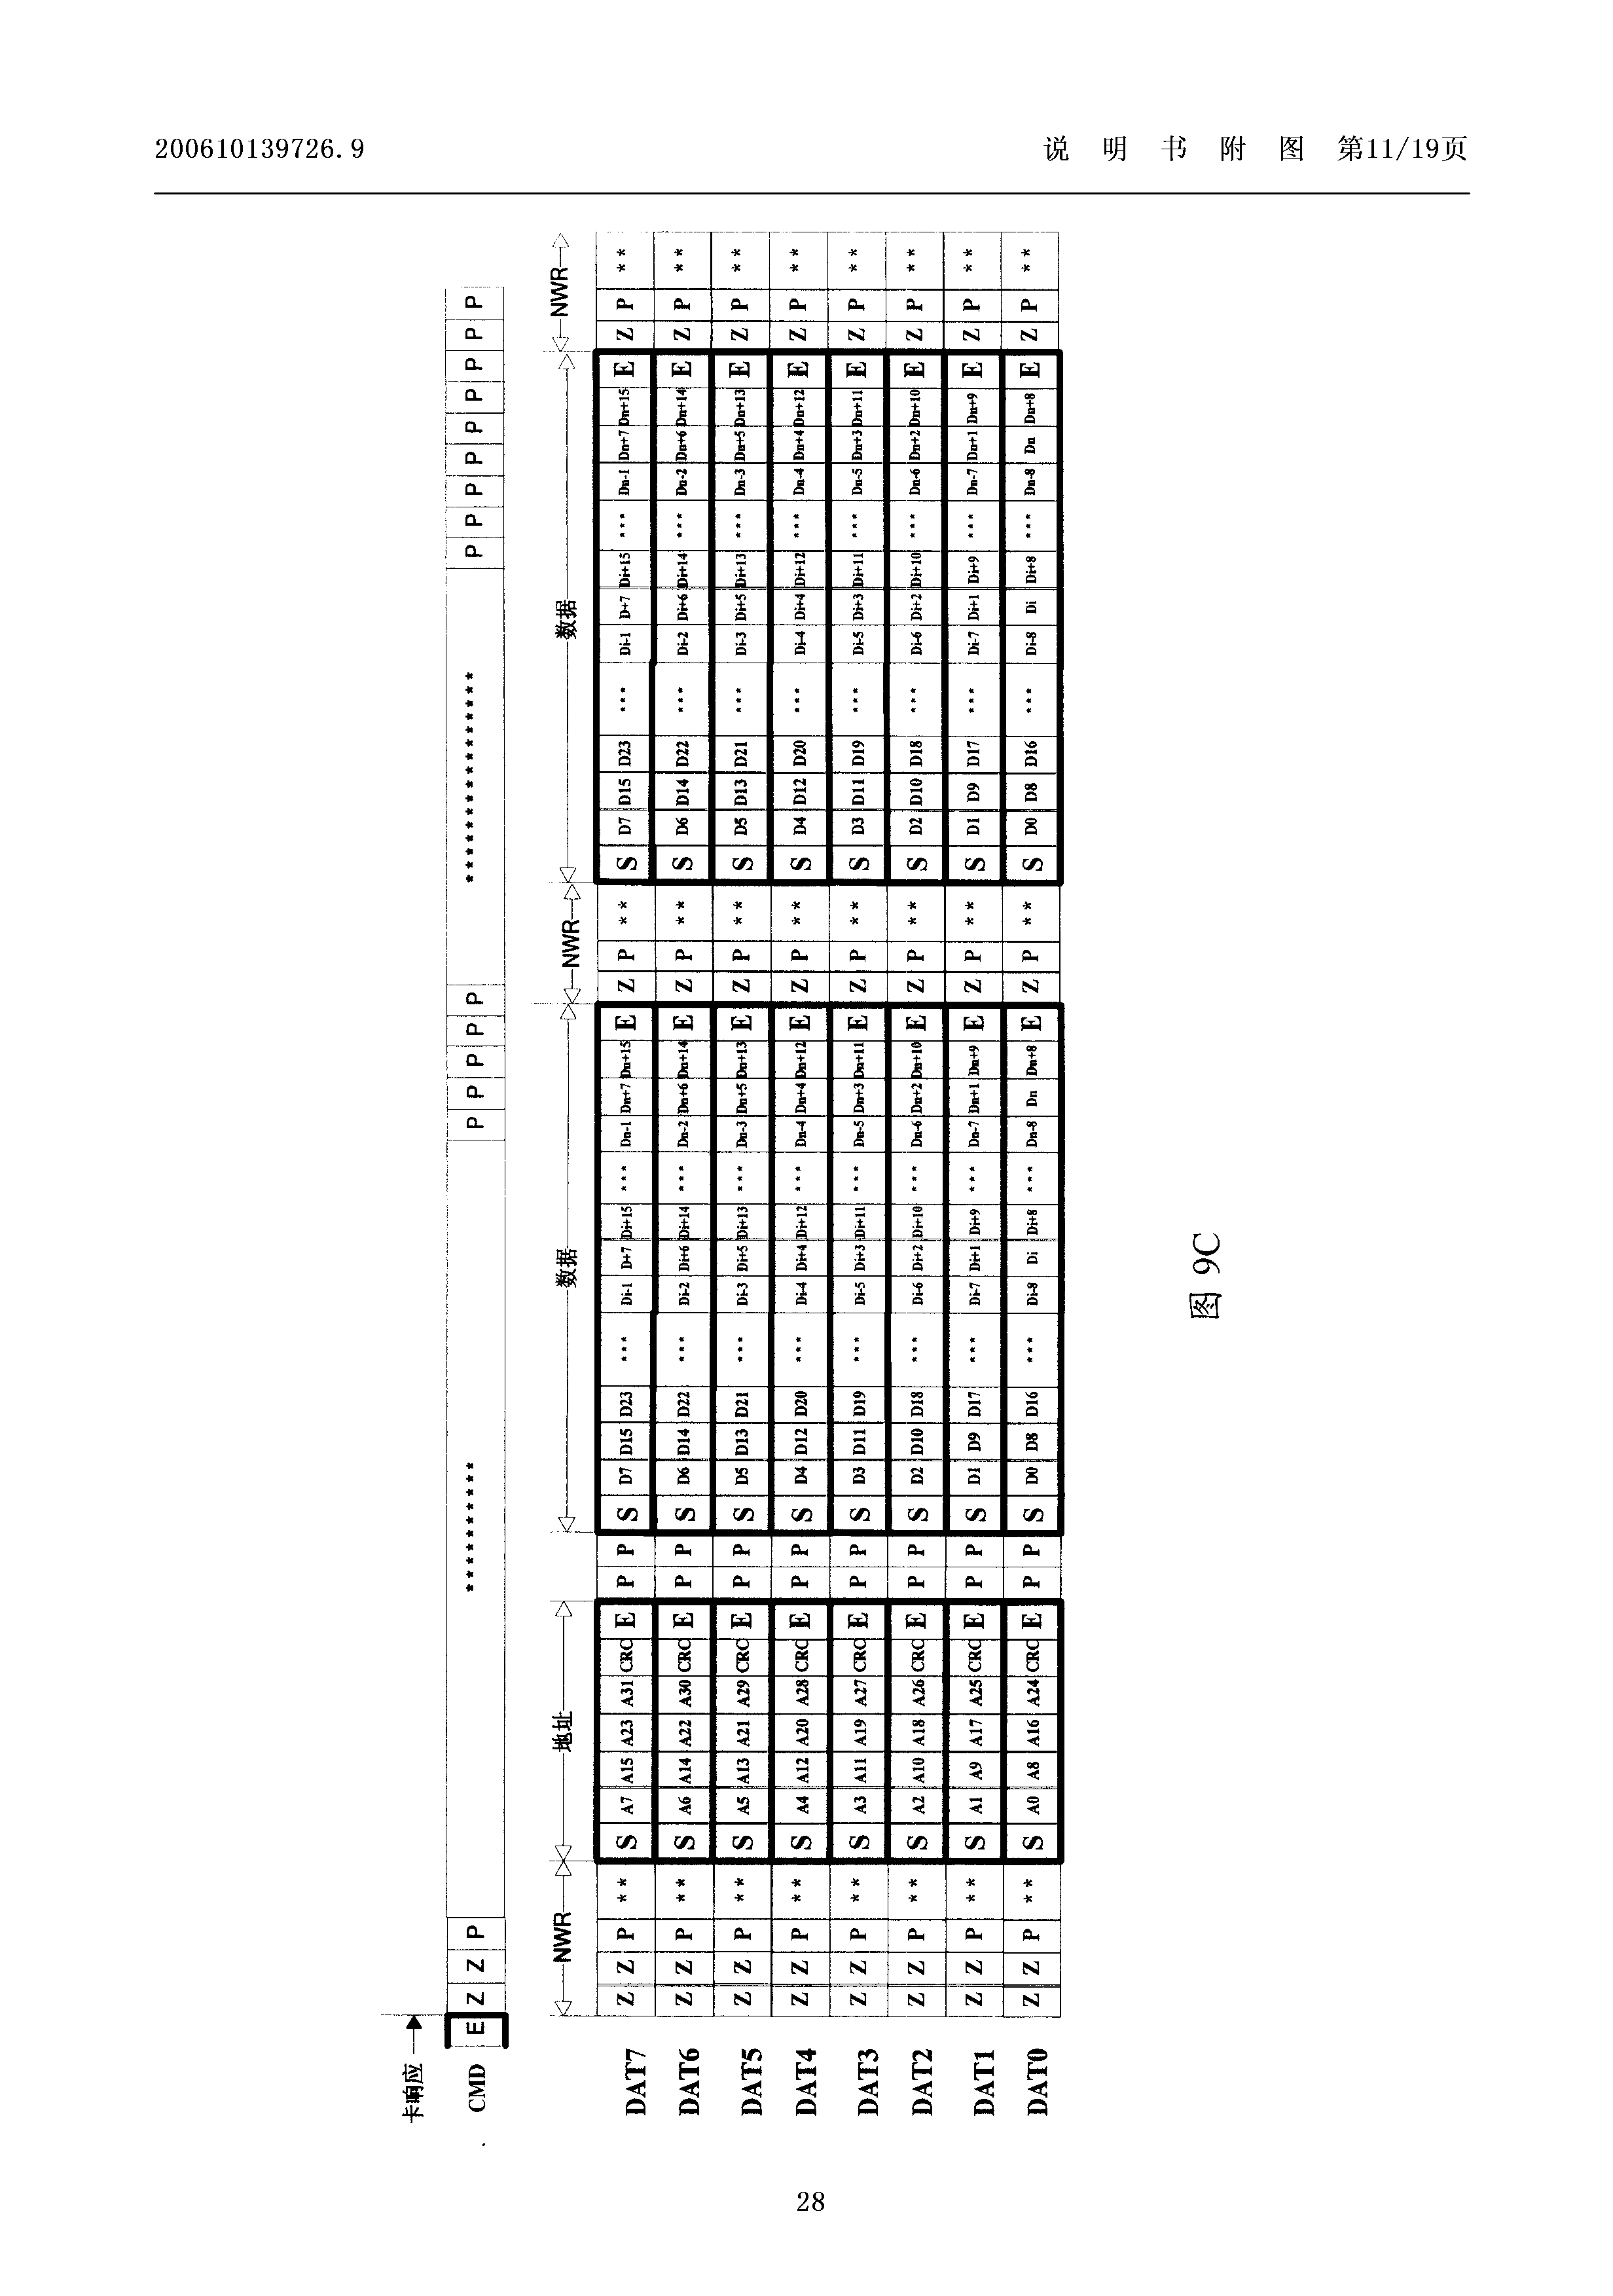 200610139726.9 说 明 书 附 图 第11/19页
卡响应
CMD E Z Z P ********** P P P P P **************** P P P P P P P P P
NWR 地址 数据 NWR 数据 NWR
DAT7 Z Z P ** S A7 A15 A23 A31 CRC E P P S D7 D15 D23 *** Di-1 D+7 Di+15 *** Dn-1 Dn+7 Dn+15 E Z P ** S D7 D15 D23 *** Di-1 D+7 Di+15 *** Dn-1 Dn+7 Dn+15 E Z P **
DAT6 Z Z P ** S A6 A14 A22 A30 CRC E P P S D6 D14 D22 *** Di-2 Di+6 Di+14 *** Dn-2 Dn+6 Dn+14 E Z P ** S D6 D14 D22 *** Di-2 Di+6 Di+14 *** Dn-2 Dn+6 Dn+14 E Z P **
DAT5 Z Z P ** S A5 A13 A21 A29 CRC E P P S D5 D13 D21 *** Di-3 Di+5 Di+13 *** Dn-3 Dn+5 Dn+13 E Z P ** S D5 D13 D21 *** Di-3 Di+5 Di+13 *** Dn-3 Dn+5 Dn+13 E Z P **
DAT4 Z Z P ** S A4 A12 A20 A28 CRC E P P S D4 D12 D20 *** Di-4 Di+4 Di+12 *** Dn-4 Dn+4 Dn+12 E Z P ** S D4 D12 D20 *** Di-4 Di+4 Di+12 *** Dn-4 Dn+4 Dn+12 E Z P **
DAT3 Z Z P ** S A3 A11 A19 A27 CRC E P P S D3 D11 D19 *** Di-5 Di+3 Di+11 *** Dn-5 Dn+3 Dn+11 E Z P ** S D3 D11 D19 *** Di-5 Di+3 Di+11 *** Dn-5 Dn+3 Dn+11 E Z P **
DAT2 Z Z P ** S A2 A10 A18 A26 CRC E P P S D2 D10 D18 *** Di-6 Di+2 Di+10 *** Dn-6 Dn+2 Dn+10 E Z P ** S D2 D10 D18 *** Di-6 Di+2 Di+10 *** Dn-6 Dn+2 Dn+10 E Z P **
DAT1 Z Z P ** S A1 A9 A17 A25 CRC E P P S D1 D9 D17 *** Di-7 Di+1 Di+9 *** Dn-7 Dn+1 Dn+9 E Z P ** S D1 D9 D17 *** Di-7 Di+1 Di+9 *** Dn-7 Dn+1 Dn+9 E Z P **
DAT0 Z Z P ** S A0 A8 A16 A24 CRC E P P S D0 D8 D16 *** Di-8 Di Di+8 *** Dn-8 Dn Dn+8 E Z P ** S D0 D8 D16 *** Di-8 Di Di+8 *** Dn-8 Dn Dn+8 E Z P **
图 9C
28